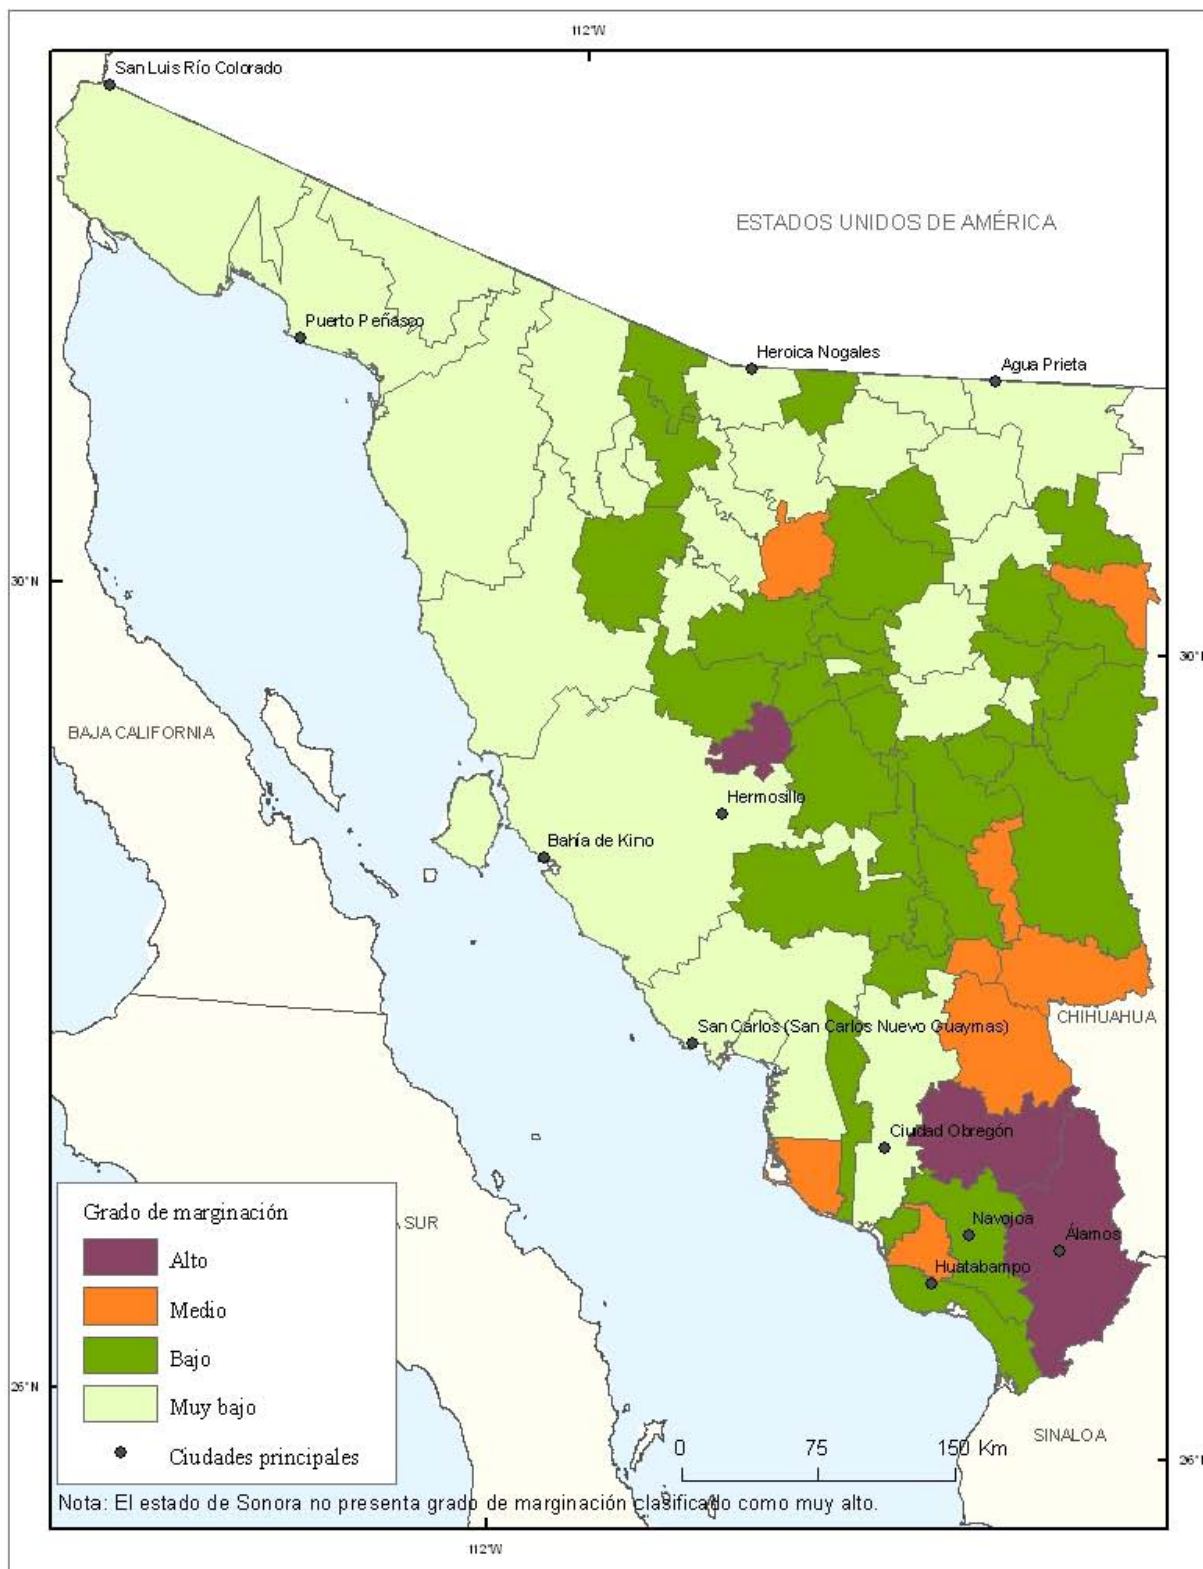 112°W
San Luis Río Colorado
ESTADOS UNIDOS DE AMÉRICA
Puerto Peñasco
Heroica Nogales
Agua Prieta
30°N
30°N
BAJA CALIFORNIA
Hermosillo
Bahía de Kino
San Carlos (San Carlos Nuevo Guaymas)
CHIHUAHUA
Ciudad Obregón
Navojoa
Álamos
Huatabampo
Grado de marginación
Alto
Medio
Bajo
Muy bajo
Ciudades principales
SUR
26°N
0 75 150 Km
SINALOA
26°N
Nota: El estado de Sonora no presenta grado de marginación clasificado como muy alto.
112°W